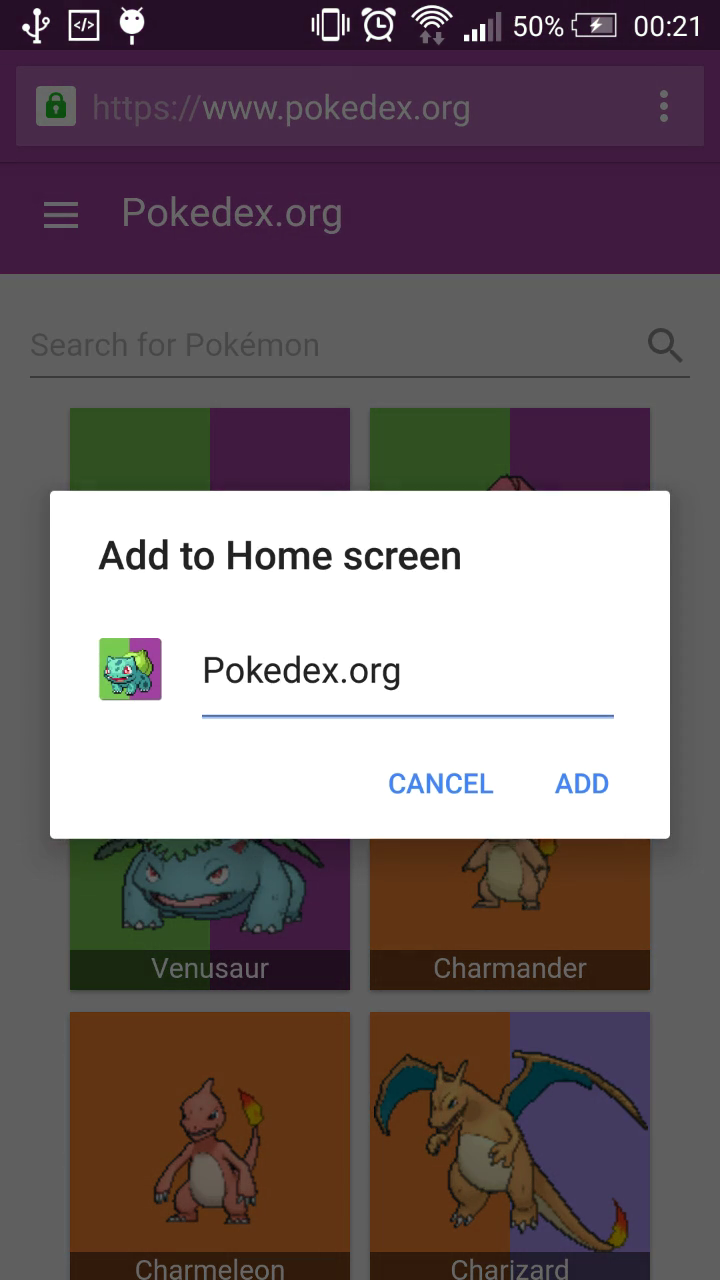 50% 00:21
https://www.pokedex.org
Pokedex.org
Search for Pokémon
Add to Home screen
Pokedex.org
CANCEL ADD
Venusaur Charmander
Charmeleon Charizard